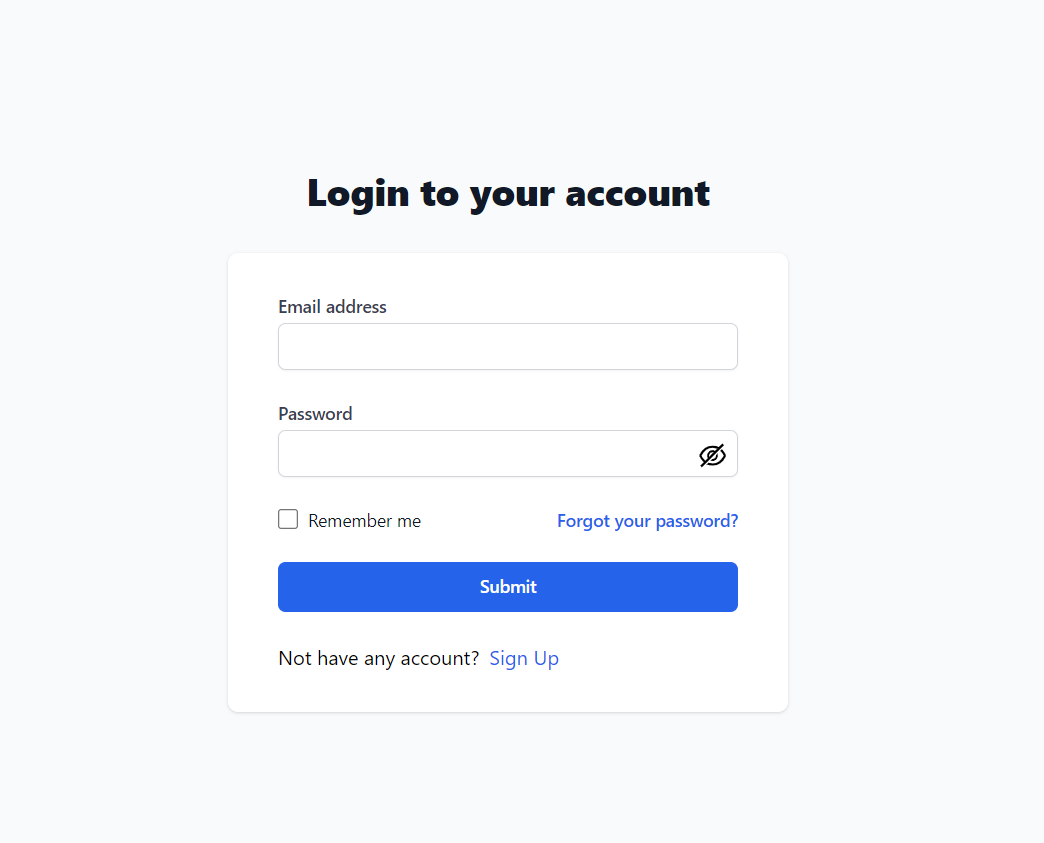 Login to your account
Email address
Password
Remember me Forgot your password?
Submit
Not have any account? Sign Up